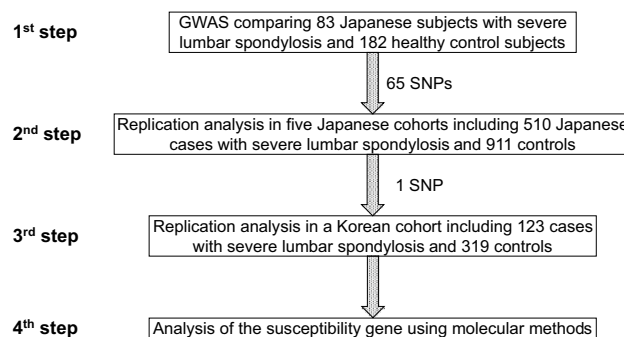 1st step
GWAS comparing 83 Japanese subjects with severe
lumbar spondylosis and 182 healthy control subjects
65 SNPs
2nd step
Replication analysis in five Japanese cohorts including 510 Japanese
cases with severe lumbar spondylosis and 911 controls
1 SNP
3rd step
Replication analysis in a Korean cohort including 123 cases
with severe lumbar spondylosis and 319 controls
4th step
Analysis of the susceptibility gene using molecular methods